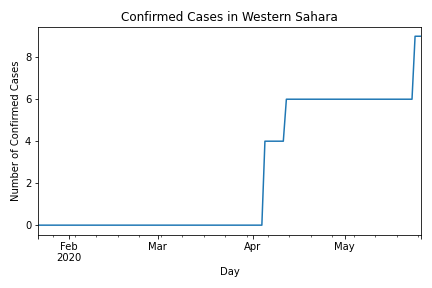 Confirmed Cases in Western Sahara
Number of Confirmed Cases
8
6
4
2
0
Feb
2020
Mar
Apr
May
Day